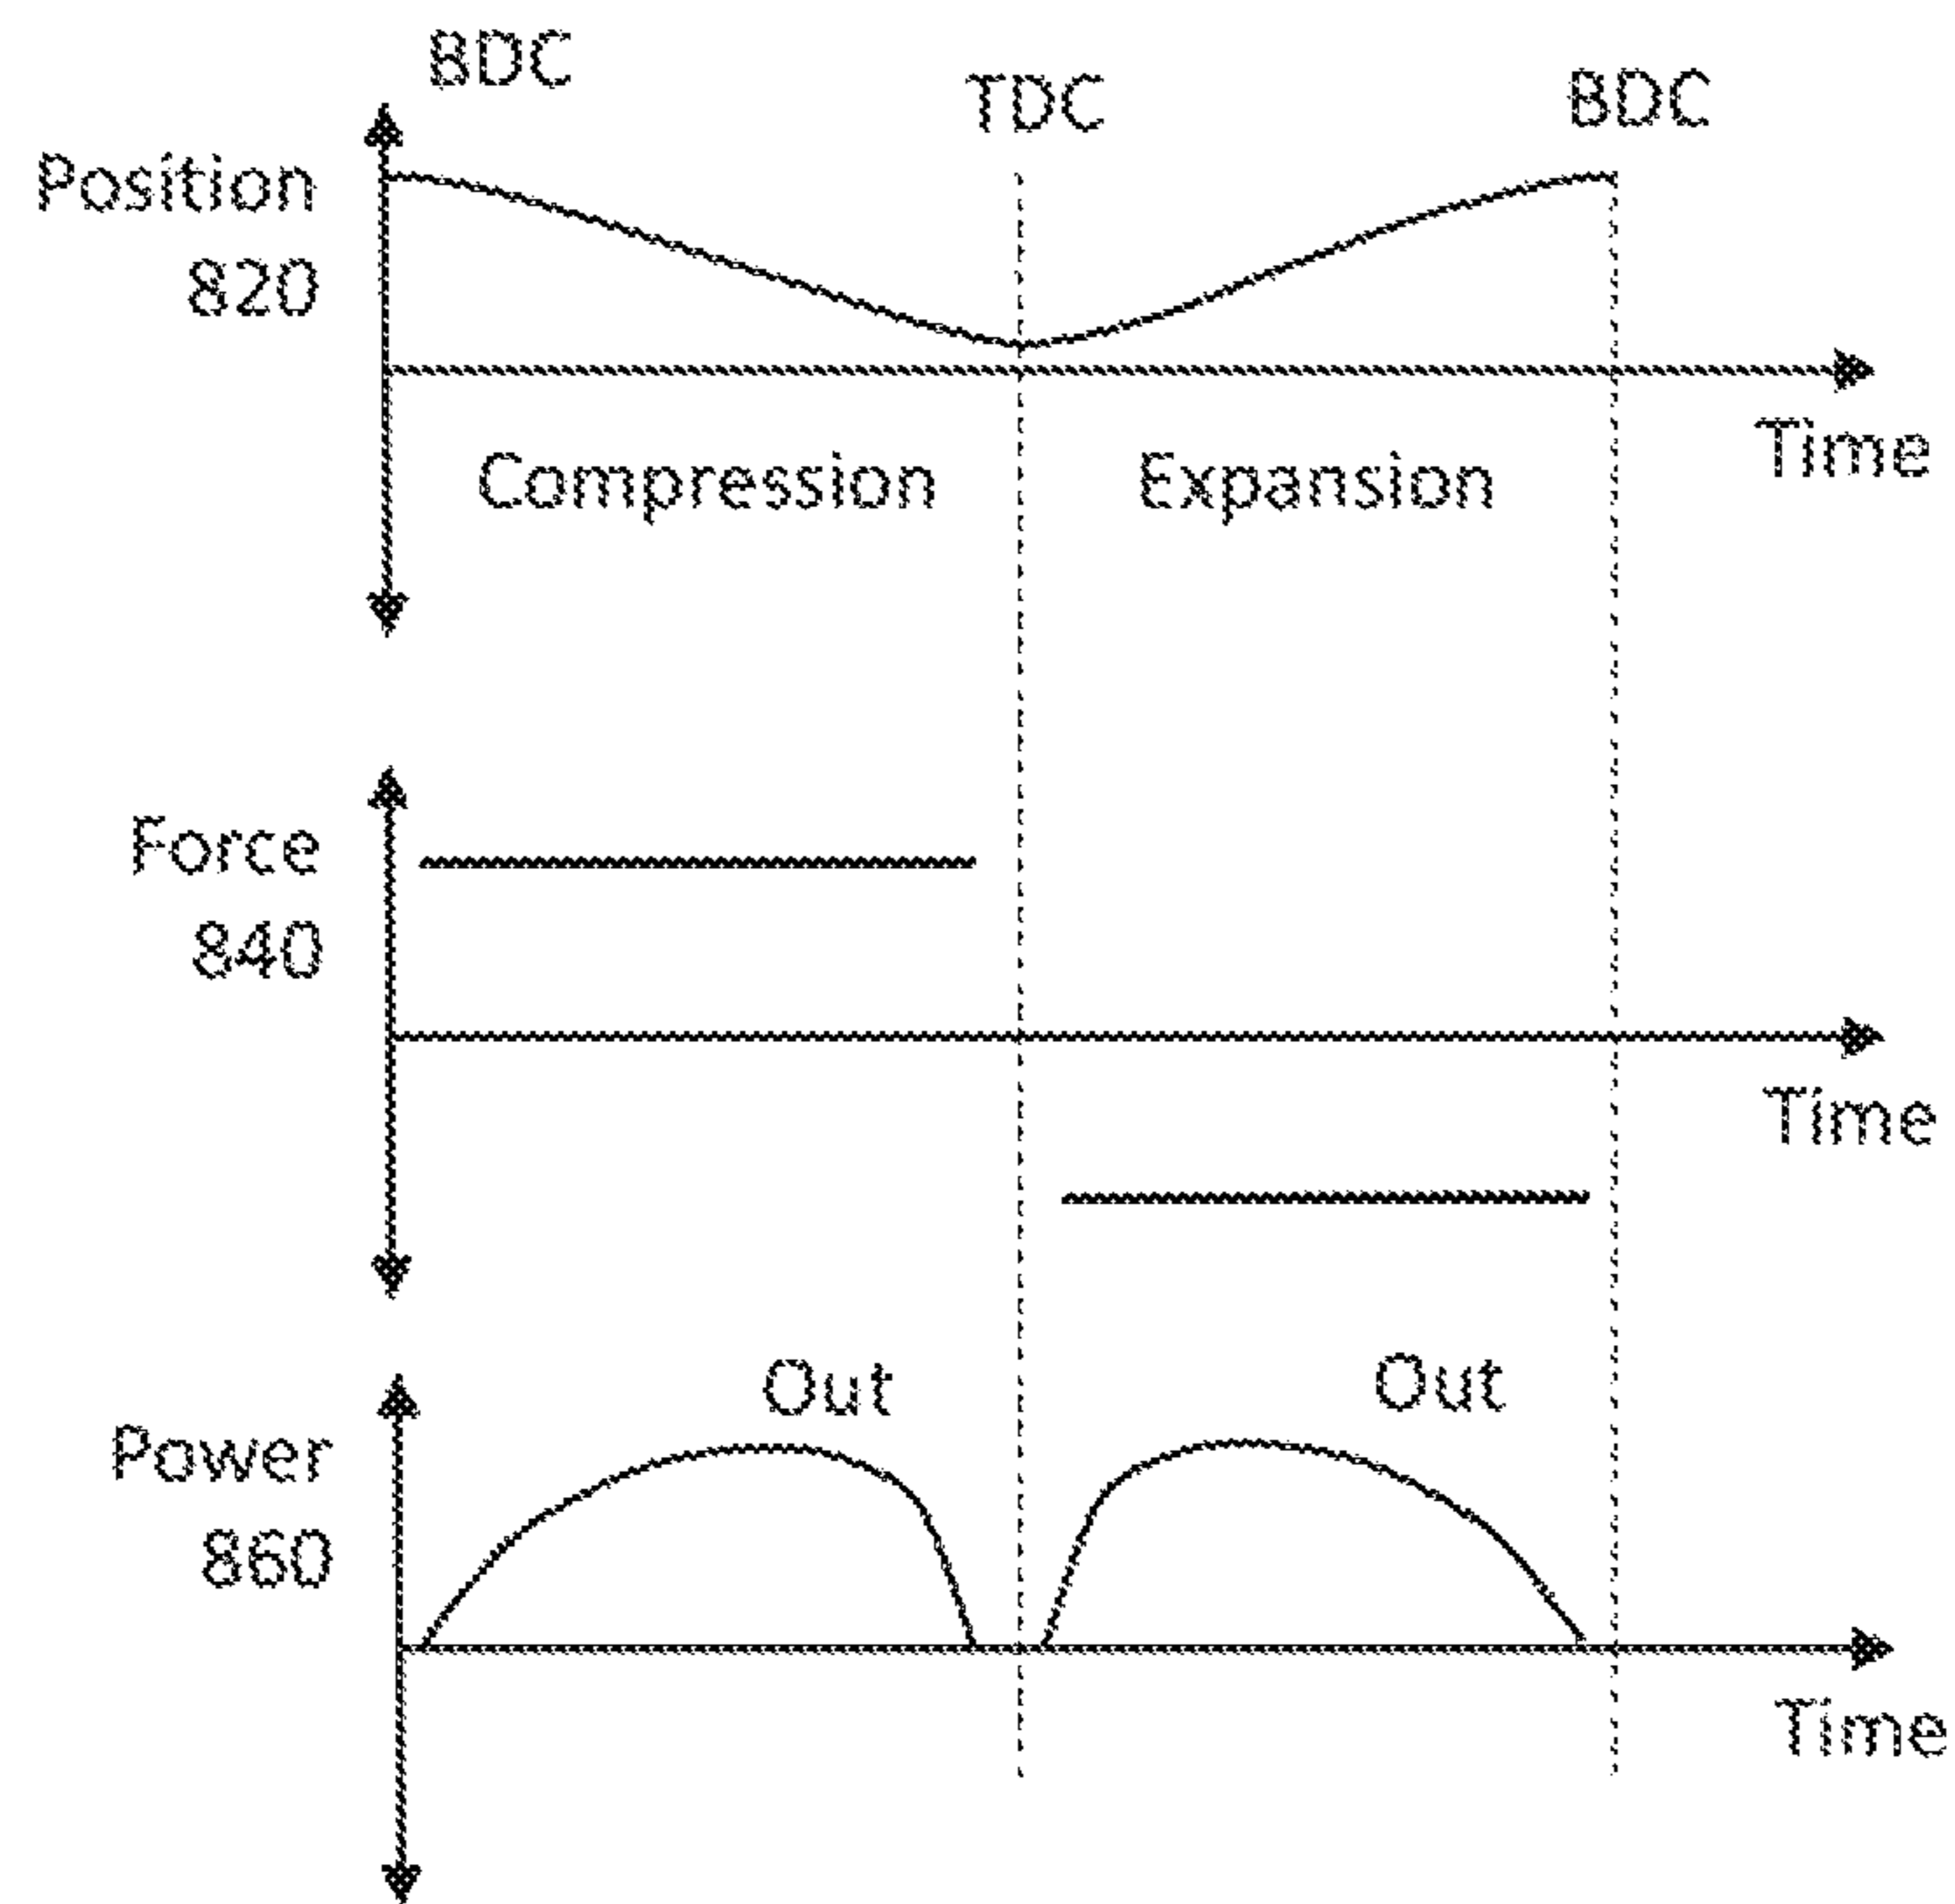 BDC
TDC
BDC
Position
820
Time
Compression
Expansion
Force
840
Time
Out
Out
Power
860
Time